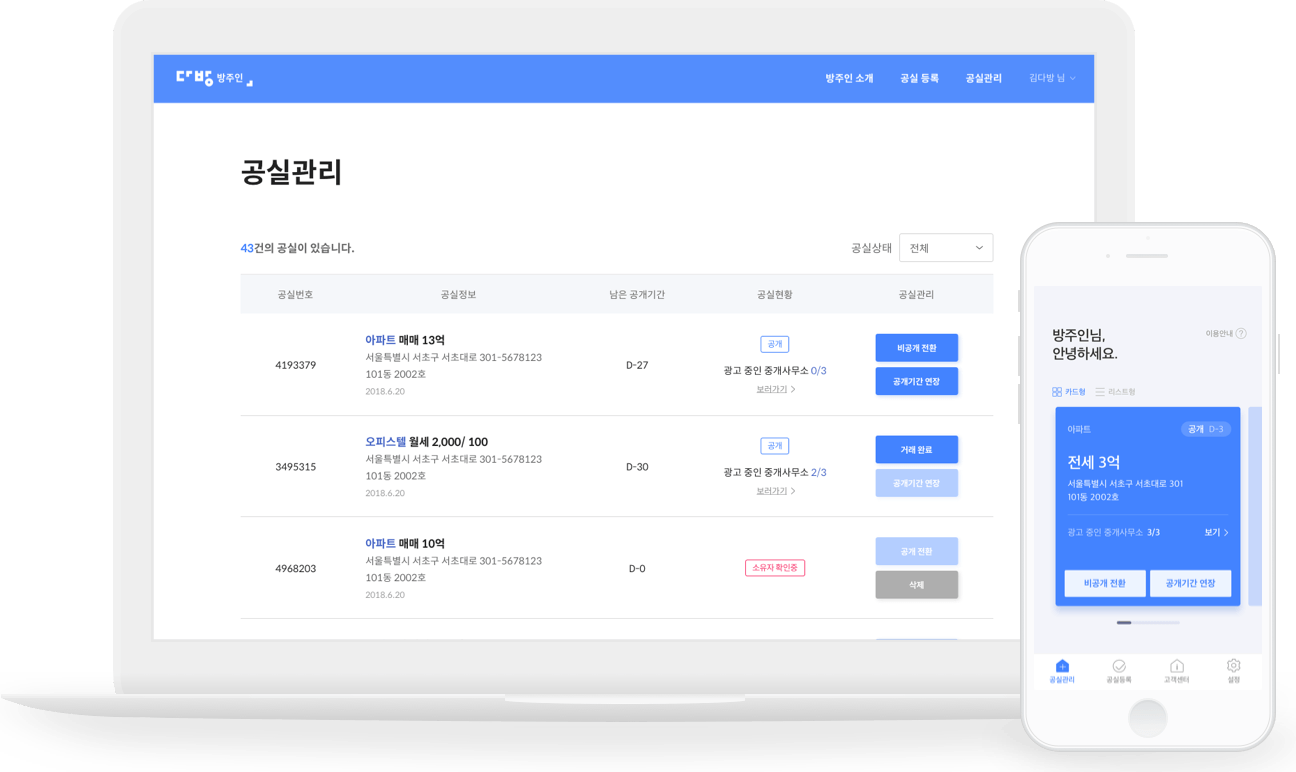 다방 방주인
방주인 소개 공실 등록 공실관리 김다방 님
공실관리
43건의 공실이 있습니다.
공실상태 전체
공실번호 공실정보 남은 공개기간 공실현황 공실관리
4193379
아파트 매매 13억
서울특별시 서초구 서초대로 301-5678123
101동 2002호
2018.6.20
D-27
공개
광고 중인 중개사무소 0/3
보러가기 >
비공개 전환
공개기간 연장
3495315
오피스텔 월세 2,000/ 100
서울특별시 서초구 서초대로 301-5678123
101동 2002호
2018.6.20
D-30
공개
광고 중인 중개사무소 2/3
보러가기 >
거래 완료
공개기간 연장
4968203
아파트 매매 10억
서울특별시 서초구 서초대로 301-5678123
101동 2002호
2018.6.20
D-0
소유자 확인중
공개 전환
삭제
방주인님,
안녕하세요.
이용안내 ?
카드형 리스트형
아파트
공개 D-3
전세 3억
서울특별시 서초구 서초대로 301
101동 2002호
광고 중인 중개사무소 3/3
보기 >
비공개 전환 공개기간 연장
공실관리 공실등록 고객센터 설정